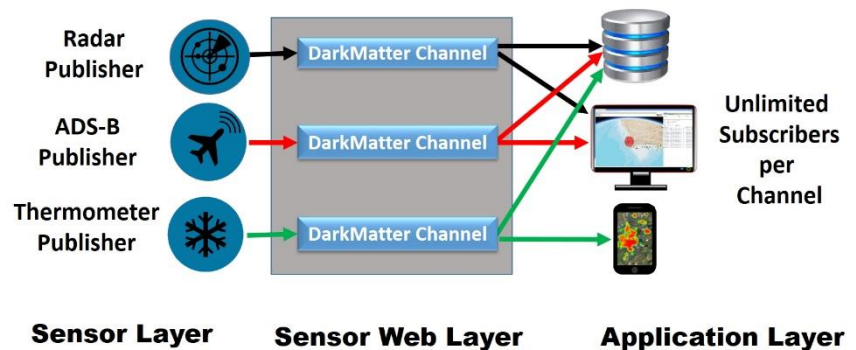 Radar
Publisher
DarkMatter Channel
ADS-B
Publisher
DarkMatter Channel
Unlimited
Subscribers
per
Channel
Thermometer
Publisher
DarkMatter Channel
Sensor Layer
Sensor Web Layer
Application Layer